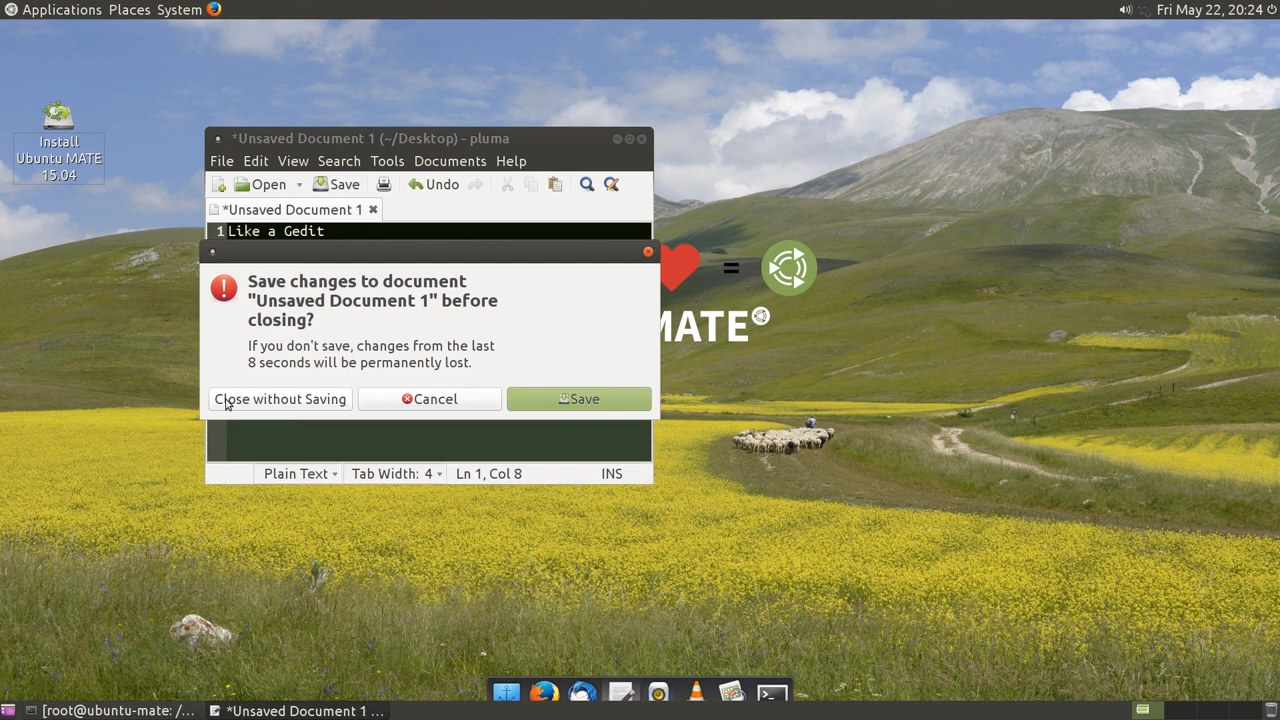 Applications Places System
Fri May 22, 20:24
Install
Ubuntu MATE
15.04
*Unsaved Document 1 (~/Desktop) - pluma
File Edit View Search Tools Documents Help
Open Save Undo
*Unsaved Document 1
1 Like a Gedit
Save changes to document
"Unsaved Document 1" before
closing?
If you don't save, changes from the last
8 seconds will be permanently lost.
Close without Saving Cancel Save
= 
MATE
Plain Text Tab Width: 4 Ln 1, Col 8 INS
[root@ubuntu-mate: /... *Unsaved Document 1 ...